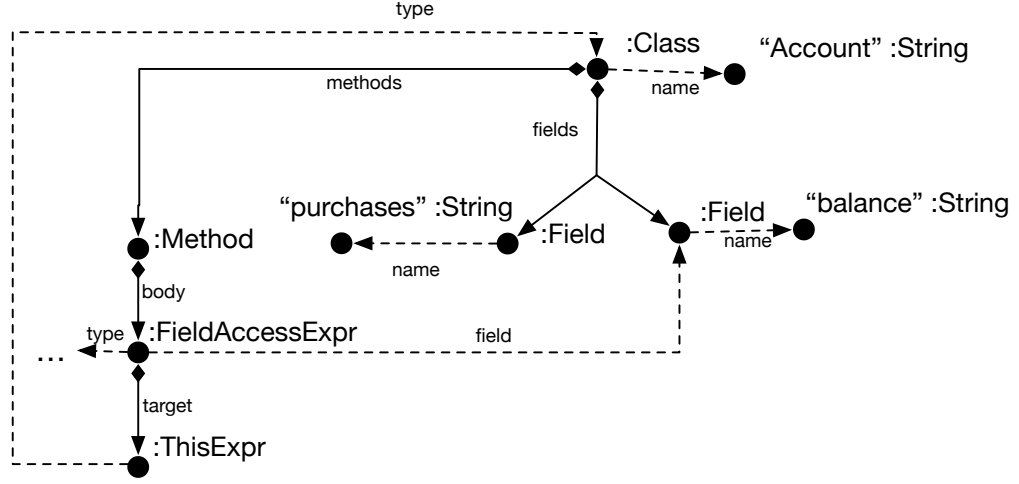 type
:Class
“Account” :String
methods
name
fields
“purchases” :String
:Field
:Field
“balance” :String
name
name
:Method
body
type
:FieldAccessExpr
field
...
target
:ThisExpr